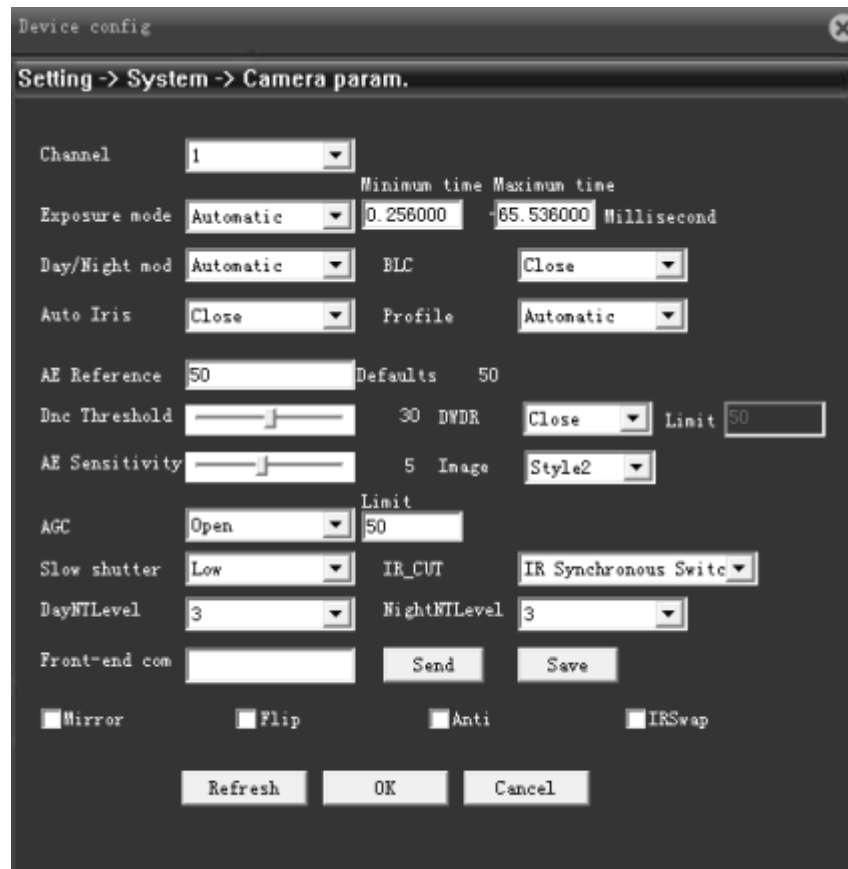 Device config
Setting -> System -> Camera param.
Channel 1
Minimum time Maximum time
Exposure mode Automatic 0.256000 -65.536000 Millisecond
Day/Night mod Automatic BLC Close
Auto Iris Close Profile Automatic
AE Reference 50 Defaults 50
Dnc Threshold 30 DWDR Close Limit 50
AE Sensitivity 5 Image Style2
Limit
AGC Open 50
Slow shutter Low IR_CUT IR Synchronous Switc
DayNTLevel 3 NightNTLevel 3
Front-end com Send Save
Mirror Flip Anti IRSwap
Refresh OK Cancel